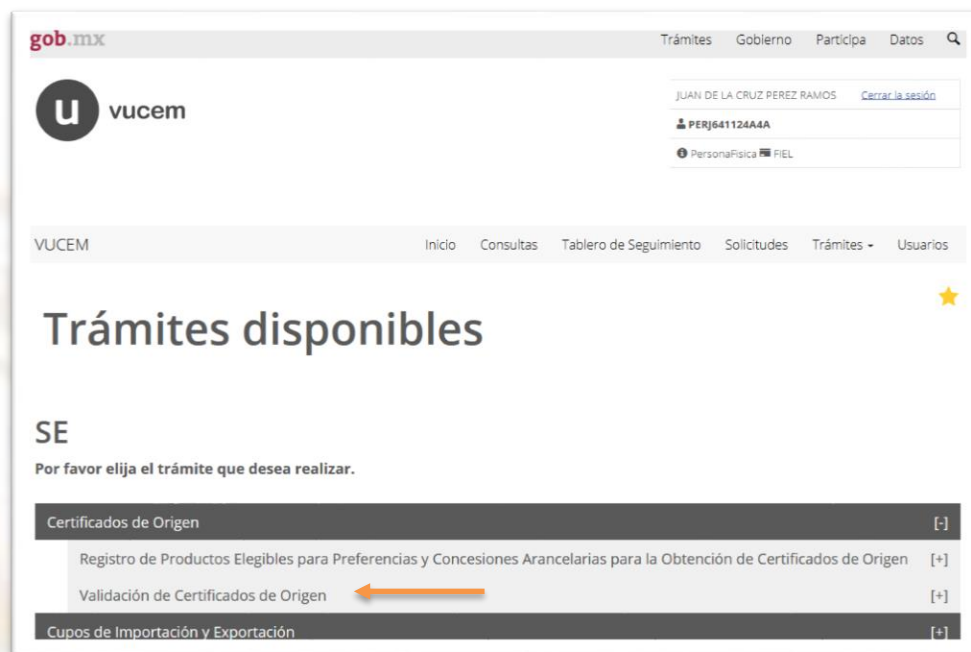 gob.mx Trámites Gobierno Participa Datos
u vucem
JUAN DE LA CRUZ PEREZ RAMOS Cerrar la sesión
PERJ641124A4A
PersonaFisica FIEL
VUCEM Inicio Consultas Tablero de Seguimiento Solicitudes Trámites Usuarios
Trámites disponibles
SE
Por favor elija el trámite que desea realizar.
Certificados de Origen [-]
Registro de Productos Elegibles para Preferencias y Concesiones Arancelarias para la Obtención de Certificados de Origen [+]
Validación de Certificados de Origen [+]
Cupos de Importación y Exportación [+]